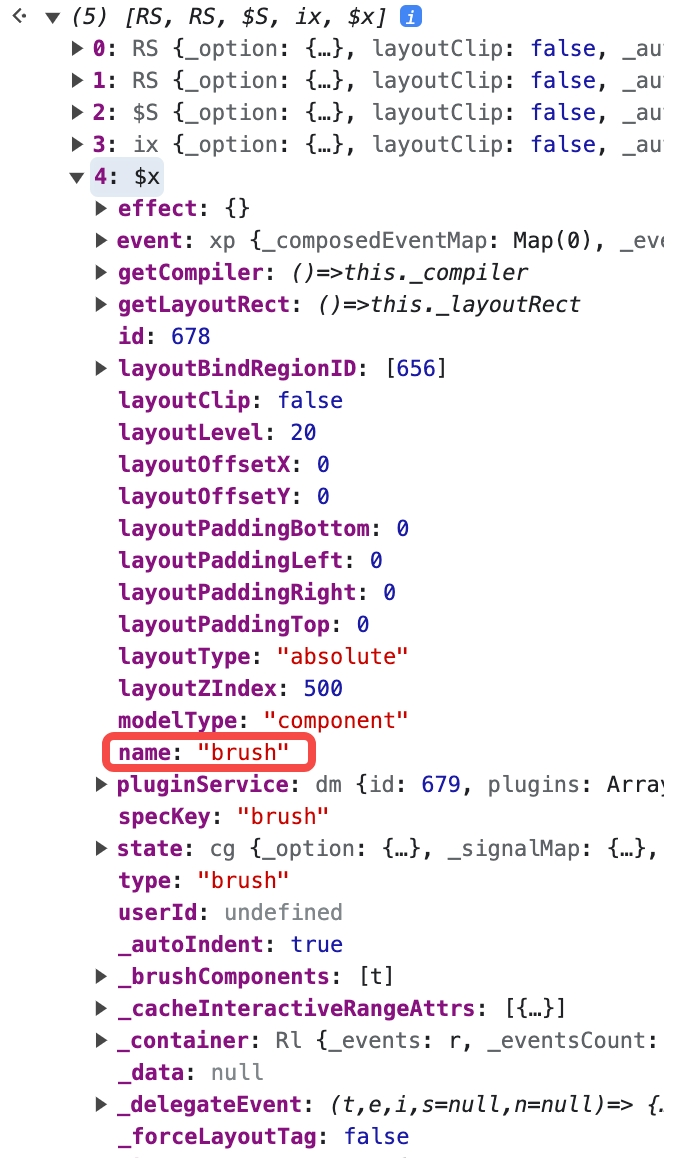 (5) [RS, RS, $S, ix, $x] i
0: RS {_option: {…}, layoutClip: false, _au
1: RS {_option: {…}, layoutClip: false, _au
2: $S {_option: {…}, layoutClip: false, _au
3: ix {_option: {…}, layoutClip: false, _au
4: $x
effect: {}
event: xp {_composedEventMap: Map(0), _eve
getCompiler: ()=>this._compiler
getLayoutRect: ()=>this._layoutRect
id: 678
layoutBindRegionID: [656]
layoutClip: false
layoutLevel: 20
layoutOffsetX: 0
layoutOffsetY: 0
layoutPaddingBottom: 0
layoutPaddingLeft: 0
layoutPaddingRight: 0
layoutPaddingTop: 0
layoutType: "absolute"
layoutZIndex: 500
modelType: "component"
name: "brush"
pluginService: dm {id: 679, plugins: Array
specKey: "brush"
state: cg {_option: {…}, _signalMap: {…},
type: "brush"
userId: undefined
_autoIndent: true
_brushComponents: [t]
_cacheInteractiveRangeAttrs: [{…}]
_container: Rl {_events: r, _eventsCount:
_data: null
_delegateEvent: (t,e,i,s=null,n=null)=> {.
_forceLayoutTag: false